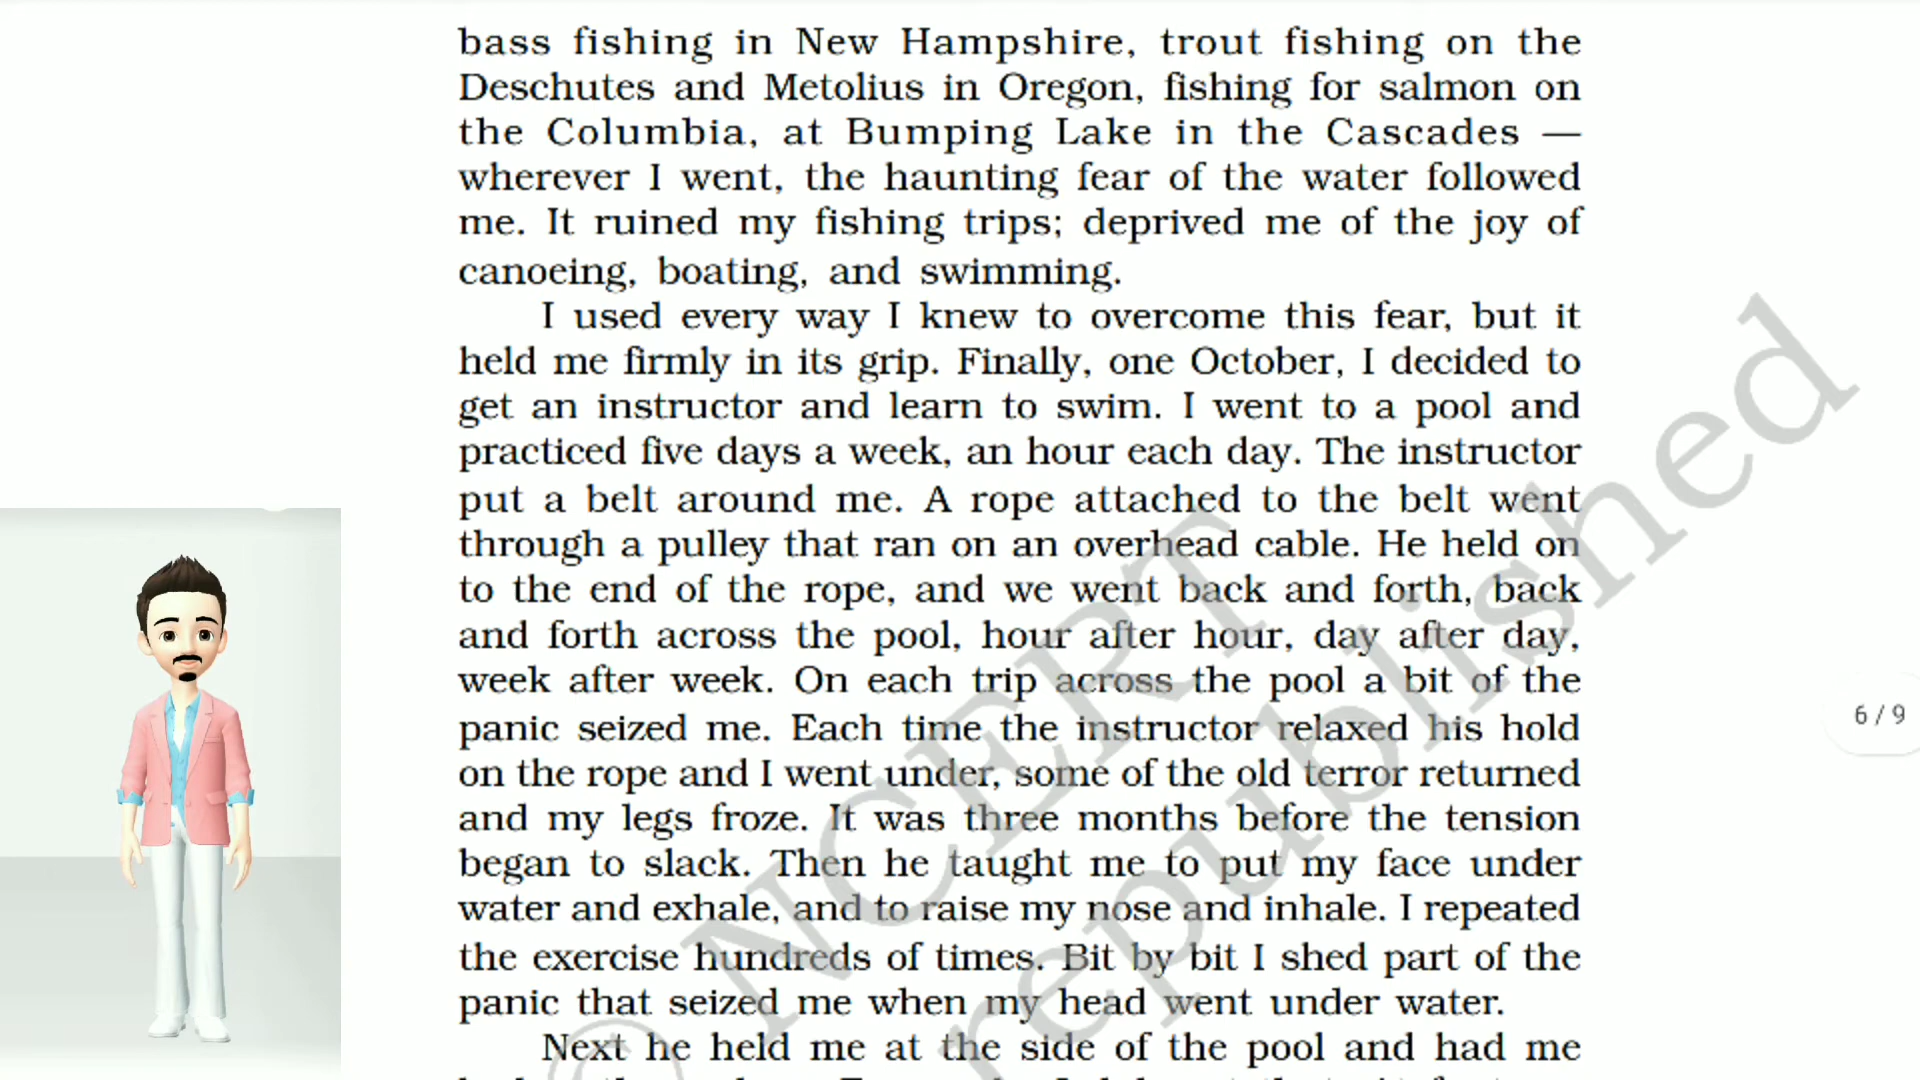 bass fishing in New Hampshire, trout fishing on the
Deschutes and Metolius in Oregon, fishing for salmon on
the Columbia, at Bumping Lake in the Cascades —
wherever I went, the haunting fear of the water followed
me. It ruined my fishing trips; deprived me of the joy of
canoeing, boating, and swimming.
I used every way I knew to overcome this fear, but it
held me firmly in its grip. Finally, one October, I decided to
get an instructor and learn to swim. I went to a pool and
practiced five days a week, an hour each day. The instructor
put a belt around me. A rope attached to the belt went
through a pulley that ran on an overhead cable. He held on
to the end of the rope, and we went back and forth, back
and forth across the pool, hour after hour, day after day,
week after week. On each trip across the pool a bit of the
panic seized me. Each time the instructor relaxed his hold
on the rope and I went under, some of the old terror returned
and my legs froze. It was three months before the tension
began to slack. Then he taught me to put my face under
water and exhale, and to raise my nose and inhale. I repeated
the exercise hundreds of times. Bit by bit I shed part of the
panic that seized me when my head went under water.
Next he held me at the side of the pool and had me
6 / 9
© NCERT
republished